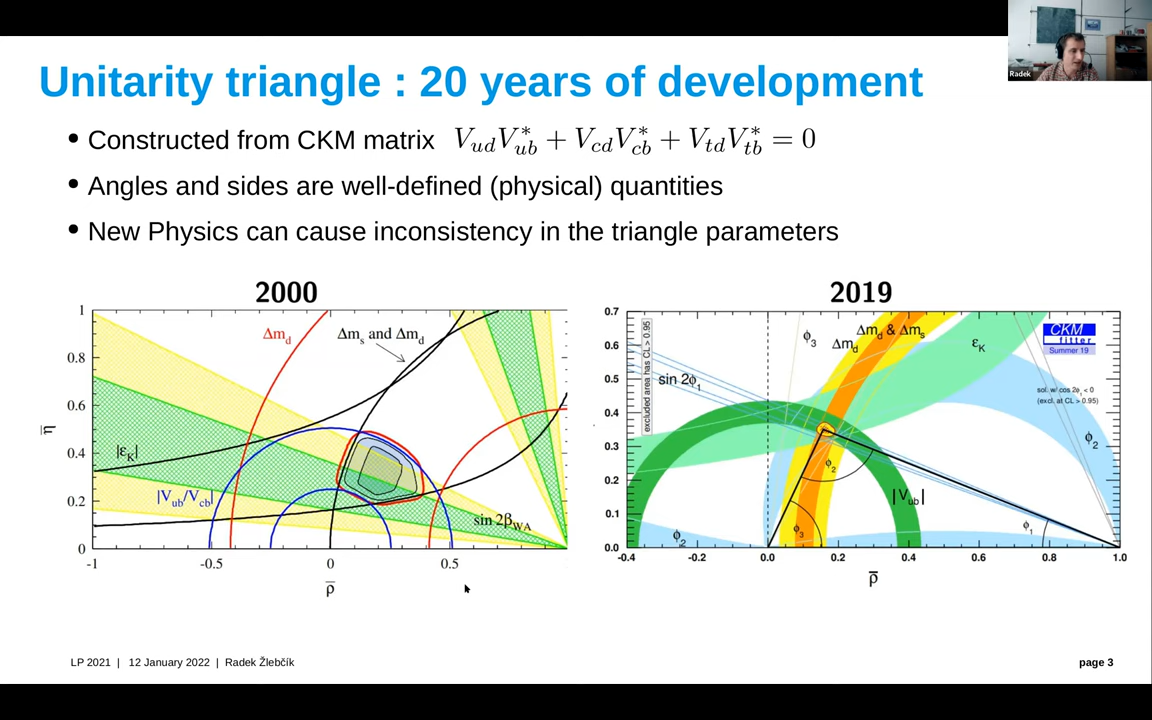 Radek
Unitarity triangle : 20 years of development
• Constructed from CKM matrix V_{ud}V^*_{ub} + V_{cd}V^*_{cb} + V_{td}V^*_{tb} = 0
• Angles and sides are well-defined (physical) quantities
• New Physics can cause inconsistency in the triangle parameters
2000
1
0.8
0.6
0.4
0.2
0
-1
-0.5
0
0.5
η̅
ρ̅
Δm_d
Δm_s and Δm_d
|ε_K|
|V_{ub}/V_{cb}|
sin 2β_{WA}
2019
0.7
0.6
0.5
0.4
0.3
0.2
0.1
0.0
-0.4
-0.2
0.0
0.2
0.4
0.6
0.8
1.0
ρ̅
excluded area has CL > 0.95
ϕ_3
Δm_d
Δm_d & Δm_s
ε_K
CKM
fitter
Summer 19
sin 2ϕ_1
sol. w/ cos 2ϕ_1 < 0
(excl. at CL > 0.95)
ϕ_2
ϕ_2
|V_{ub}|
ϕ_3
ϕ_1
ϕ_2
LP 2021 | 12 January 2022 | Radek Žlebčík
page 3